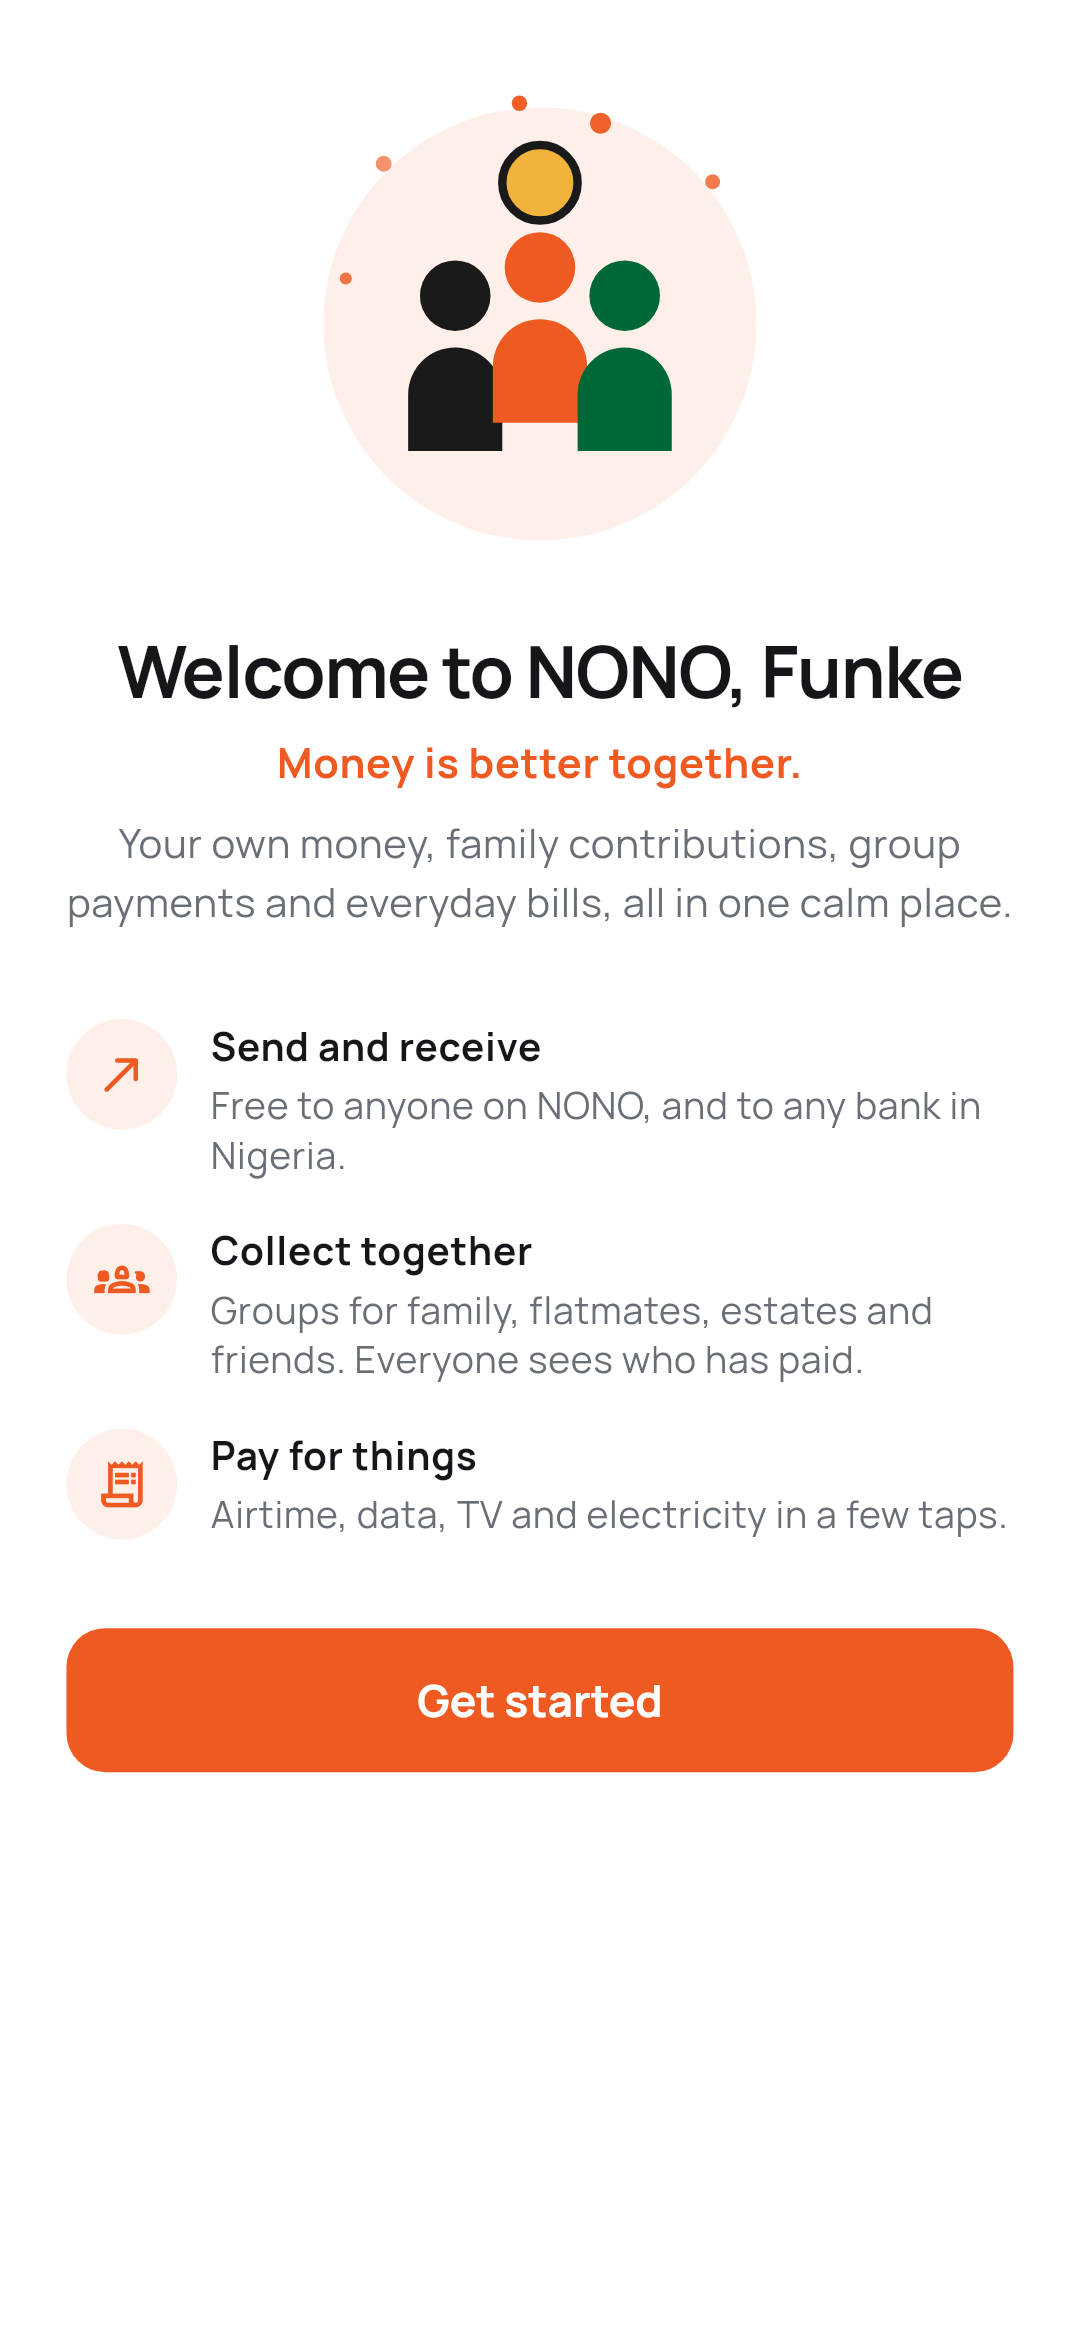 Welcome to NONO, Funke
Money is better together.
Your own money, family contributions, group
payments and everyday bills, all in one calm place.
Send and receive
Free to anyone on NONO, and to any bank in
Nigeria.
Collect together
Groups for family, flatmates, estates and
friends. Everyone sees who has paid.
Pay for things
Airtime, data, TV and electricity in a few taps.
Get started